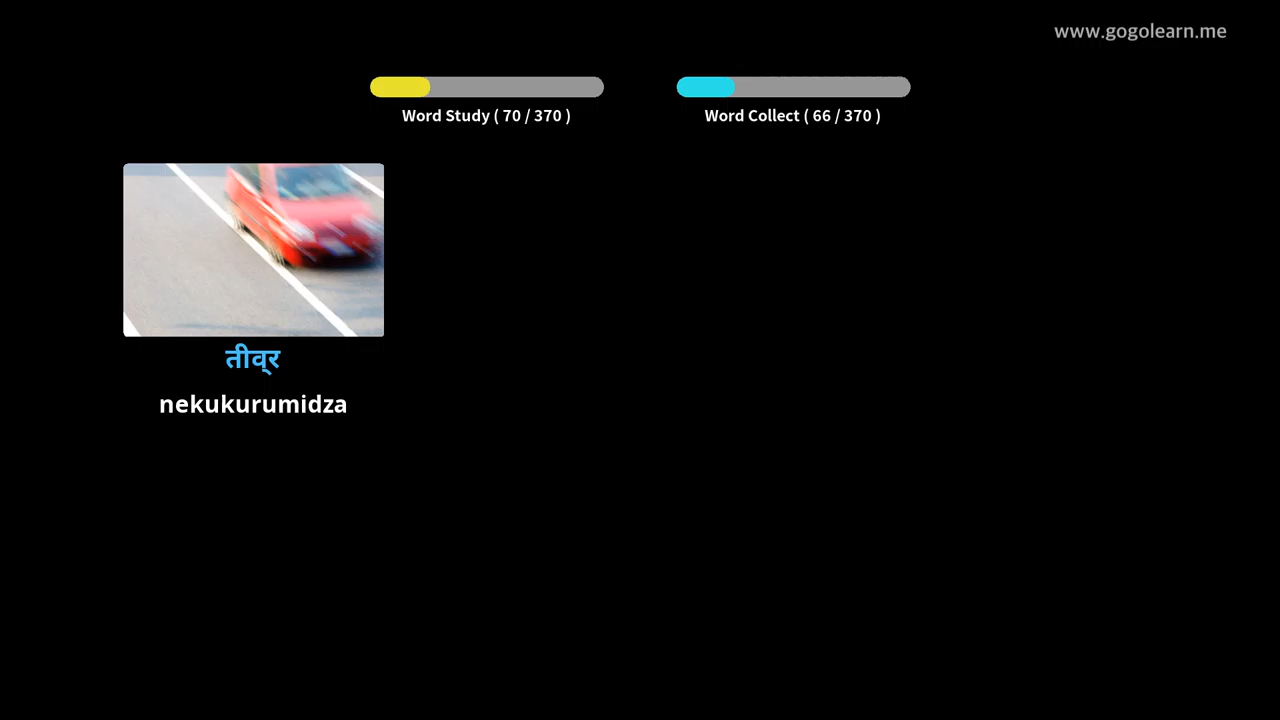 www.gogolearn.me
Word Study ( 70 / 370 )
Word Collect ( 66 / 370 )
तीव्‌र
nekukurumidza